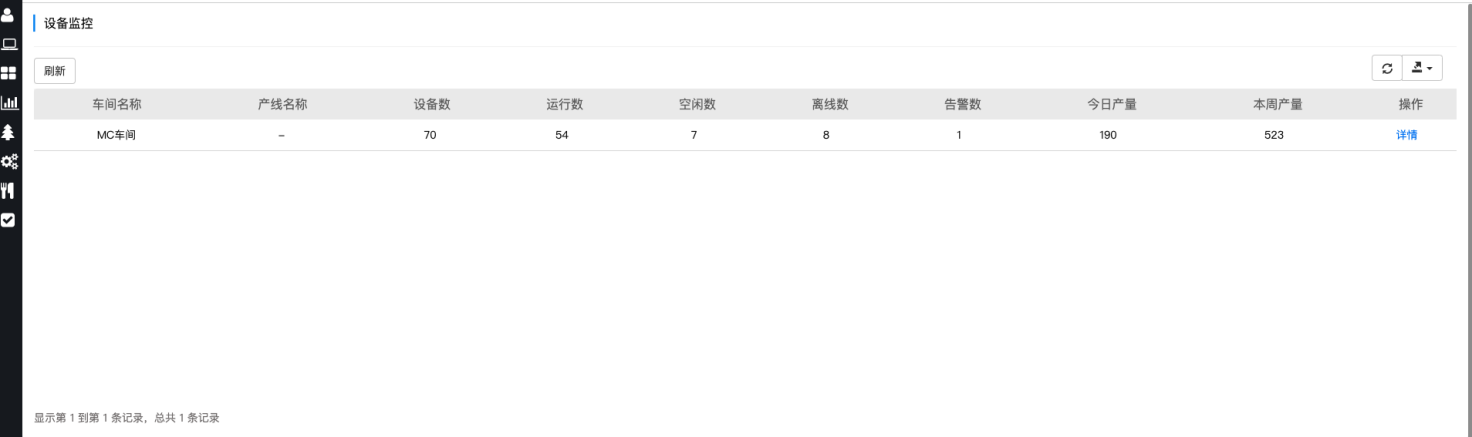 设备监控
刷新
车间名称 产线名称 设备数 运行数 空闲数 离线数 告警数 今日产量 本周产量 操作
MC车间 – 70 54 7 8 1 190 523 详情
显示第 1 到第 1 条记录，总共 1 条记录